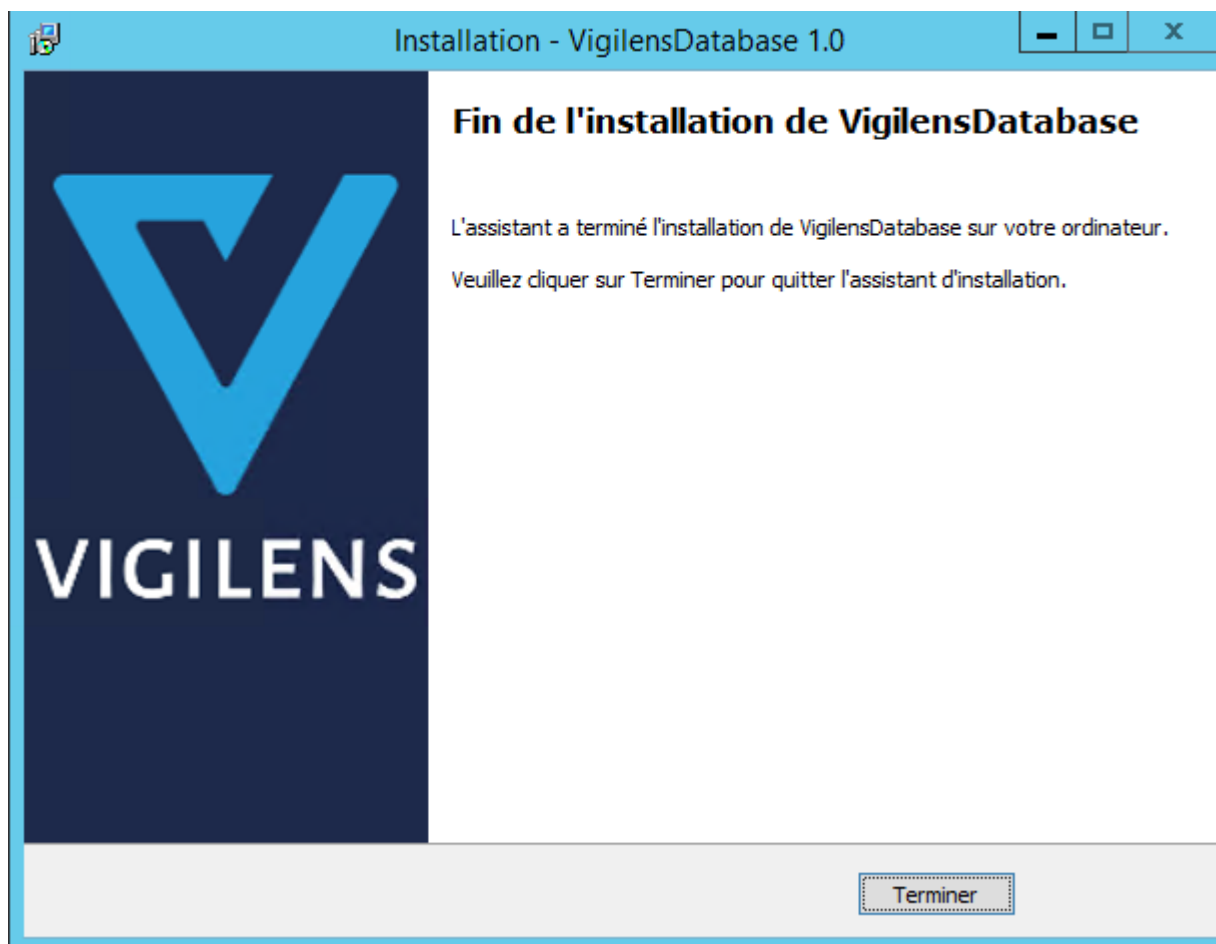 Installation - VigilensDatabase 1.0
x
Fin de l'installation de VigilensDatabase
L'assistant a terminé l'installation de VigilensDatabase sur votre ordinateur.
Veuillez cliquer sur Terminer pour quitter l'assistant d'installation.
VIGILENS
Terminer